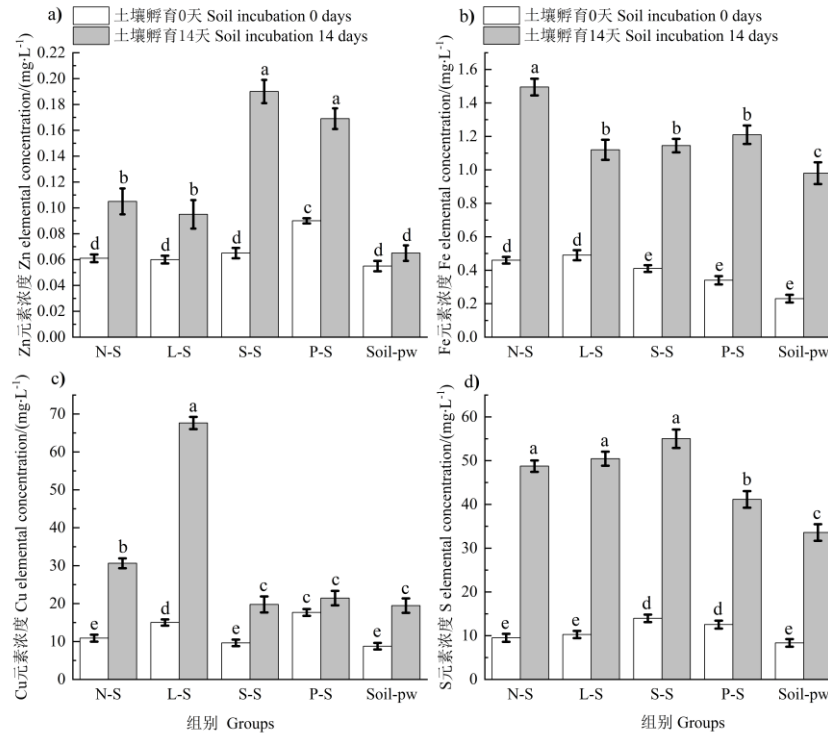 a)
土壤孵育0天 Soil incubation 0 days
土壤孵育14天 Soil incubation 14 days
Zn元素浓度 Zn elemental concentration/(mg·L-1)
0.22
0.20
0.18
0.16
0.14
0.12
0.10
0.08
0.06
0.04
0.02
0.00
d b d b d a c a d d
N-S L-S S-S P-S Soil-pw
b)
土壤孵育0天 Soil incubation 0 days
土壤孵育14天 Soil incubation 14 days
Fe元素浓度 Fe elemental concentration/(mg·L-1)
1.6
1.4
1.2
1.0
0.8
0.6
0.4
0.2
0.0
d a d b e b e b e c
N-S L-S S-S P-S Soil-pw
c)
Cu元素浓度 Cu elemental concentration/(mg·L-1)
70
60
50
40
30
20
10
0
e b d a e c c c e c
N-S L-S S-S P-S Soil-pw
组别 Groups
d)
S元素浓度 S elemental concentration/(mg·L-1)
60
50
40
30
20
10
0
e a e a d a d b e c
N-S L-S S-S P-S Soil-pw
组别 Groups